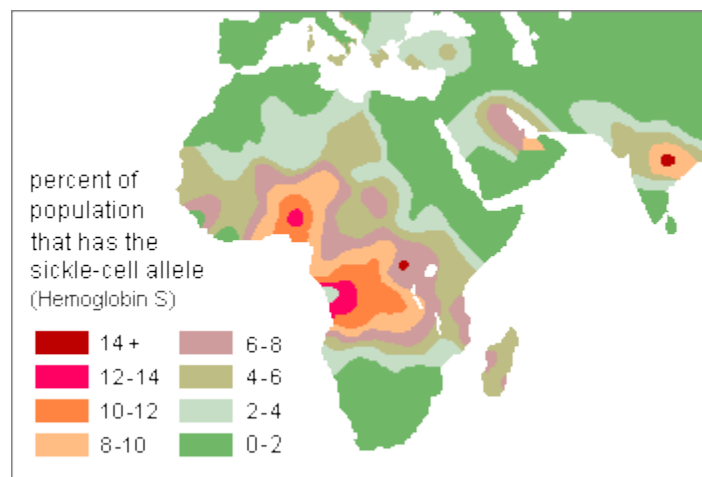 percent of
population
that has the
sickle-cell allele
(Hemoglobin S)
14 + 6-8
12-14 4-6
10-12 2-4
8-10 0-2